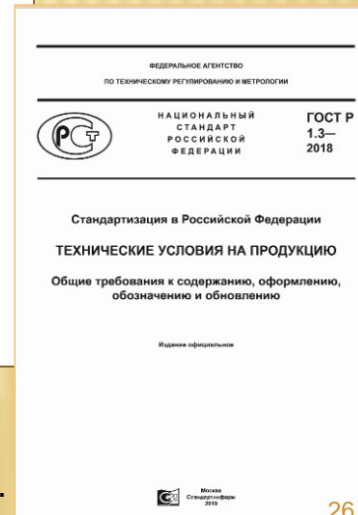 ФЕДЕРАЛЬНОЕ АГЕНТСТВО
ПО ТЕХНИЧЕСКОМУ РЕГУЛИРОВАНИЮ И МЕТРОЛОГИИ
НАЦИОНАЛЬНЫЙ
СТАНДАРТ
РОССИЙСКОЙ
ФЕДЕРАЦИИ
ГОСТ Р
1.3—
2018
Стандартизация в Российской Федерации
ТЕХНИЧЕСКИЕ УСЛОВИЯ НА ПРОДУКЦИЮ
Общие требования к содержанию, оформлению,
обозначению и обновлению
Издание официальное
Москва
Стандартинформ
2018
26